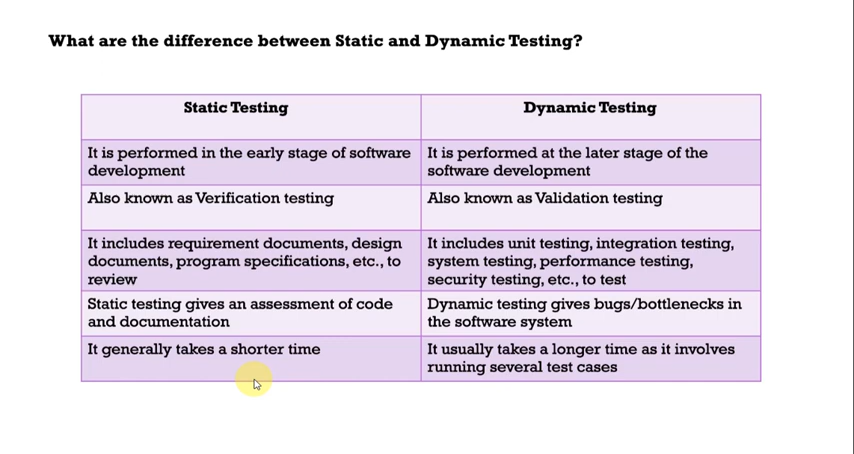 What are the difference between Static and Dynamic Testing?
Static Testing
Dynamic Testing
It is performed in the early stage of software
development
It is performed at the later stage of the
software development
Also known as Verification testing
Also known as Validation testing
It includes requirement documents, design
documents, program specifications, etc., to
review
It includes unit testing, integration testing,
system testing, performance testing,
security testing, etc., to test
Static testing gives an assessment of code
and documentation
Dynamic testing gives bugs/bottlenecks in
the software system
It generally takes a shorter time
It usually takes a longer time as it involves
running several test cases